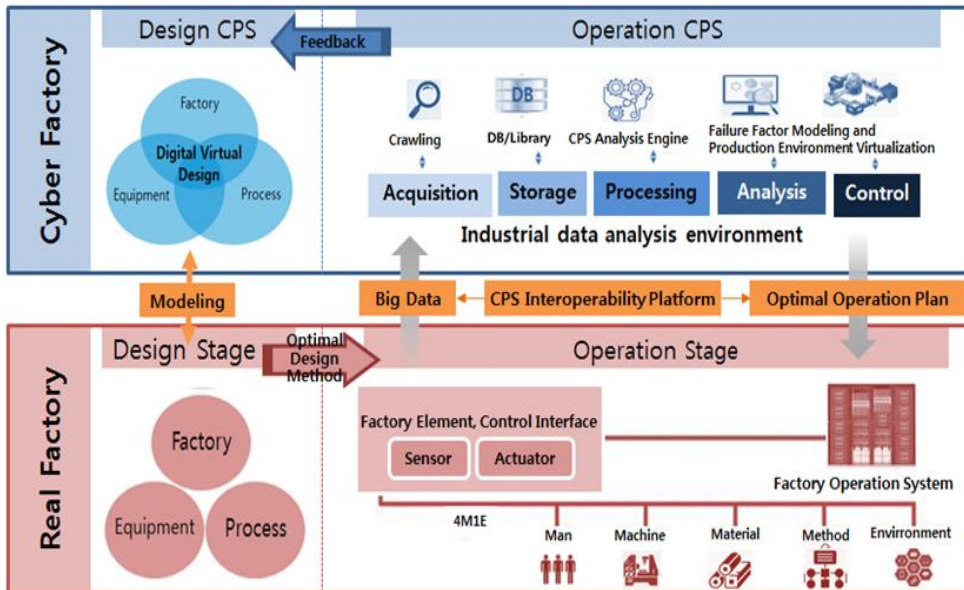 Cyber Factory
Design CPS
Feedback
Operation CPS
Factory
Digital Virtual
Design
Equipment
Process
DB
Crawling
DB/Library
CPS Analysis Engine
Failure Factor Modeling and
Production Environment Virtualization
Acquisition
Storage
Processing
Analysis
Control
Industrial data analysis environment
Modeling
Big Data
CPS Interoperability Platform
Optimal Operation Plan
Real Factory
Design Stage
Optimal
Design
Method
Operation Stage
Factory
Equipment
Process
Factory Element, Control Interface
Sensor
Actuator
Factory Operation System
4M1E
Man
Machine
Material
Method
Environment